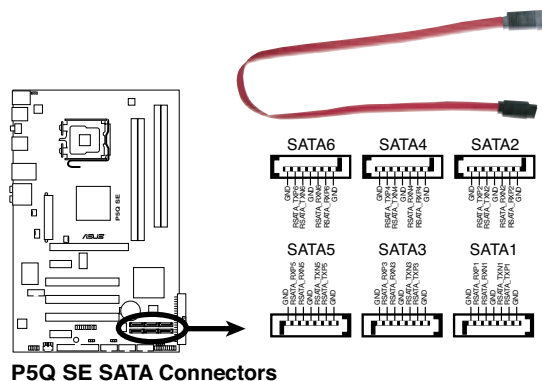 SATA6 SATA4 SATA2
GND
RSATA_TXP6
RSATA_TXN6
GND
RSATA_RXN6
RSATA_RXP6
GND
GND
RSATA_TXP4
RSATA_TXN4
GND
RSATA_RXN4
RSATA_RXP4
GND
GND
RSATA_TXP2
RSATA_TXN2
GND
RSATA_RXN2
RSATA_RXP2
GND
P5Q SE
ASUS
SATA5 SATA3 SATA1
GND
RSATA_RXP5
RSATA_RXN5
GND
RSATA_TXN5
RSATA_TXP5
GND
GND
RSATA_RXP3
RSATA_RXN3
GND
RSATA_TXN3
RSATA_TXP3
GND
GND
RSATA_RXP1
RSATA_RXN1
GND
RSATA_TXN1
RSATA_TXP1
GND
P5Q SE SATA Connectors